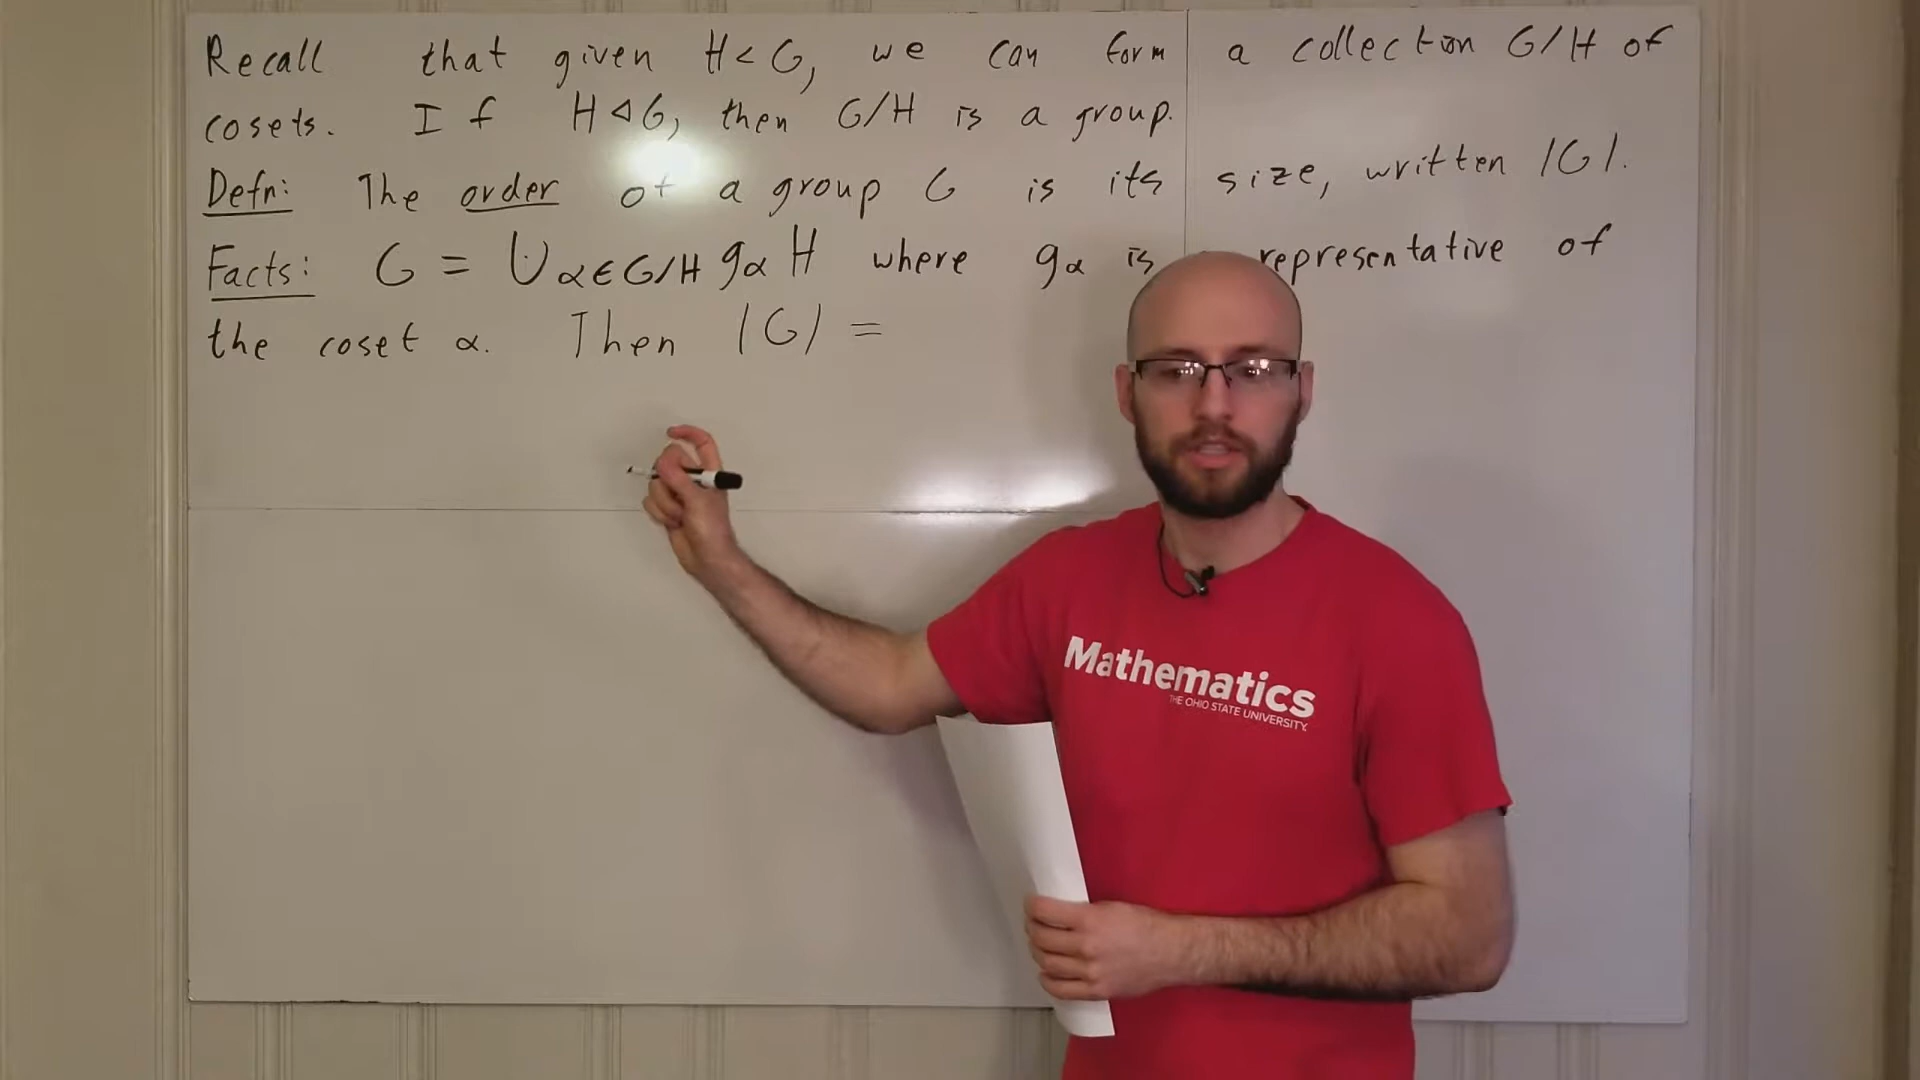 Recall that given H<G, we can form a collection G/H of
cosets. If H⊲G, then G/H is a group.
Defn: The order of a group G is its size, written |G|.
Facts: G = ∪̇α∈G/H gαH where gα is representative of
the coset α. Then |G| =
Mathematics
THE OHIO STATE UNIVERSITY